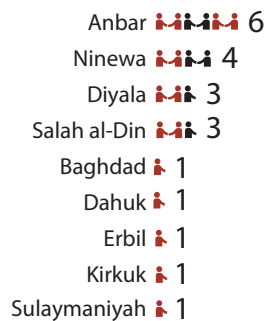 Anbar 6
Ninewa 4
Diyala 3
Salah al-Din 3
Baghdad 1
Dahuk 1
Erbil 1
Kirkuk 1
Sulaymaniyah 1